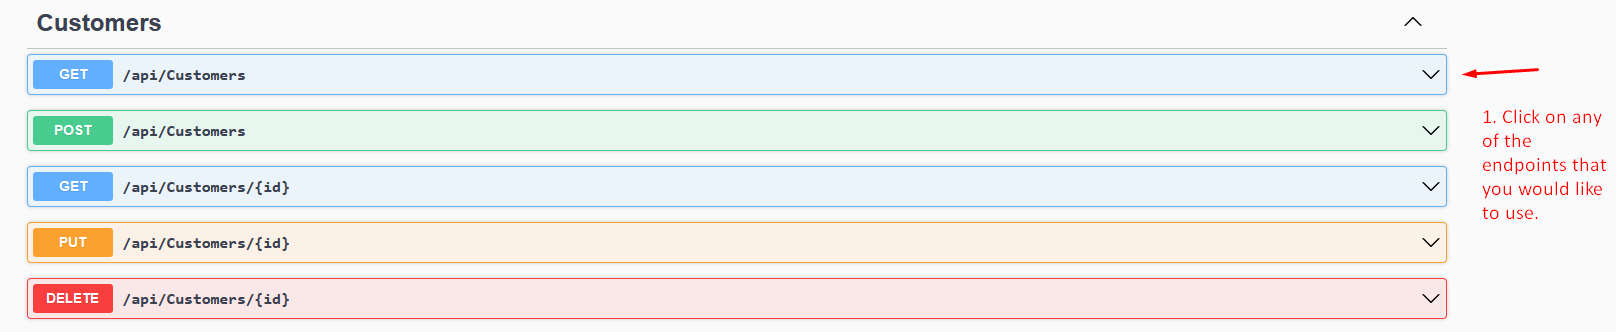 Customers
GET /api/Customers
POST /api/Customers
GET /api/Customers/{id}
PUT /api/Customers/{id}
DELETE /api/Customers/{id}
1. Click on any
of the
endpoints that
you would like
to use.